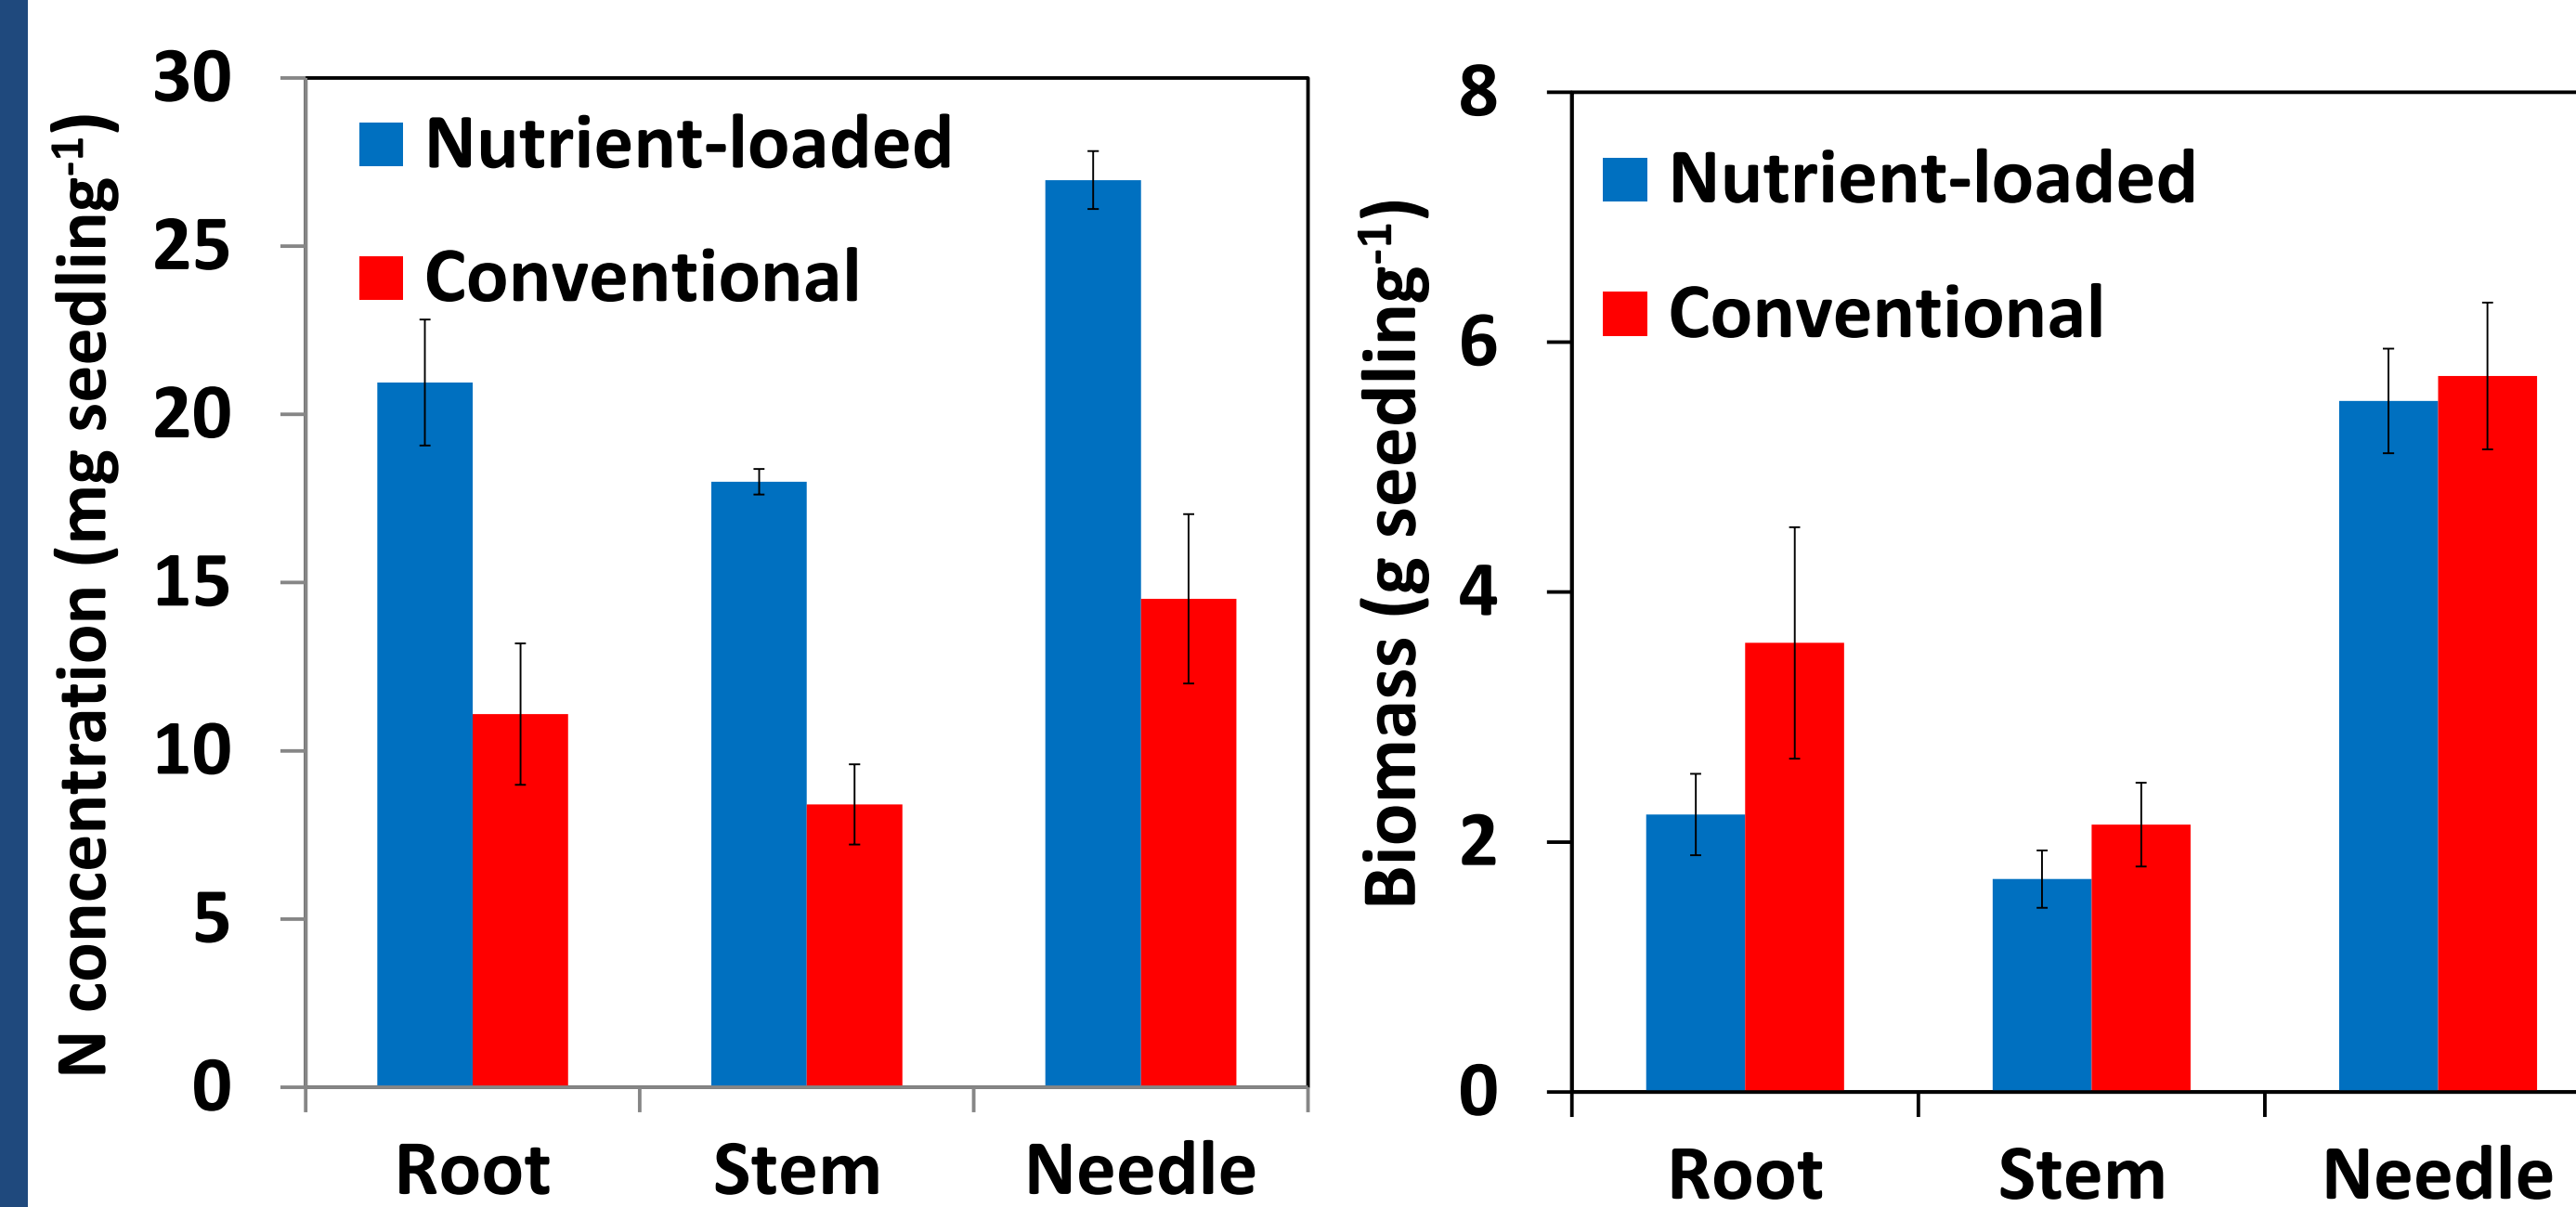 N concentration (mg seedling-1)
30
25
20
15
10
5
0
Nutrient-loaded
Conventional
Root Stem Needle
Biomass (g seedling-1)
8
6
4
2
0
Nutrient-loaded
Conventional
Root Stem Needle